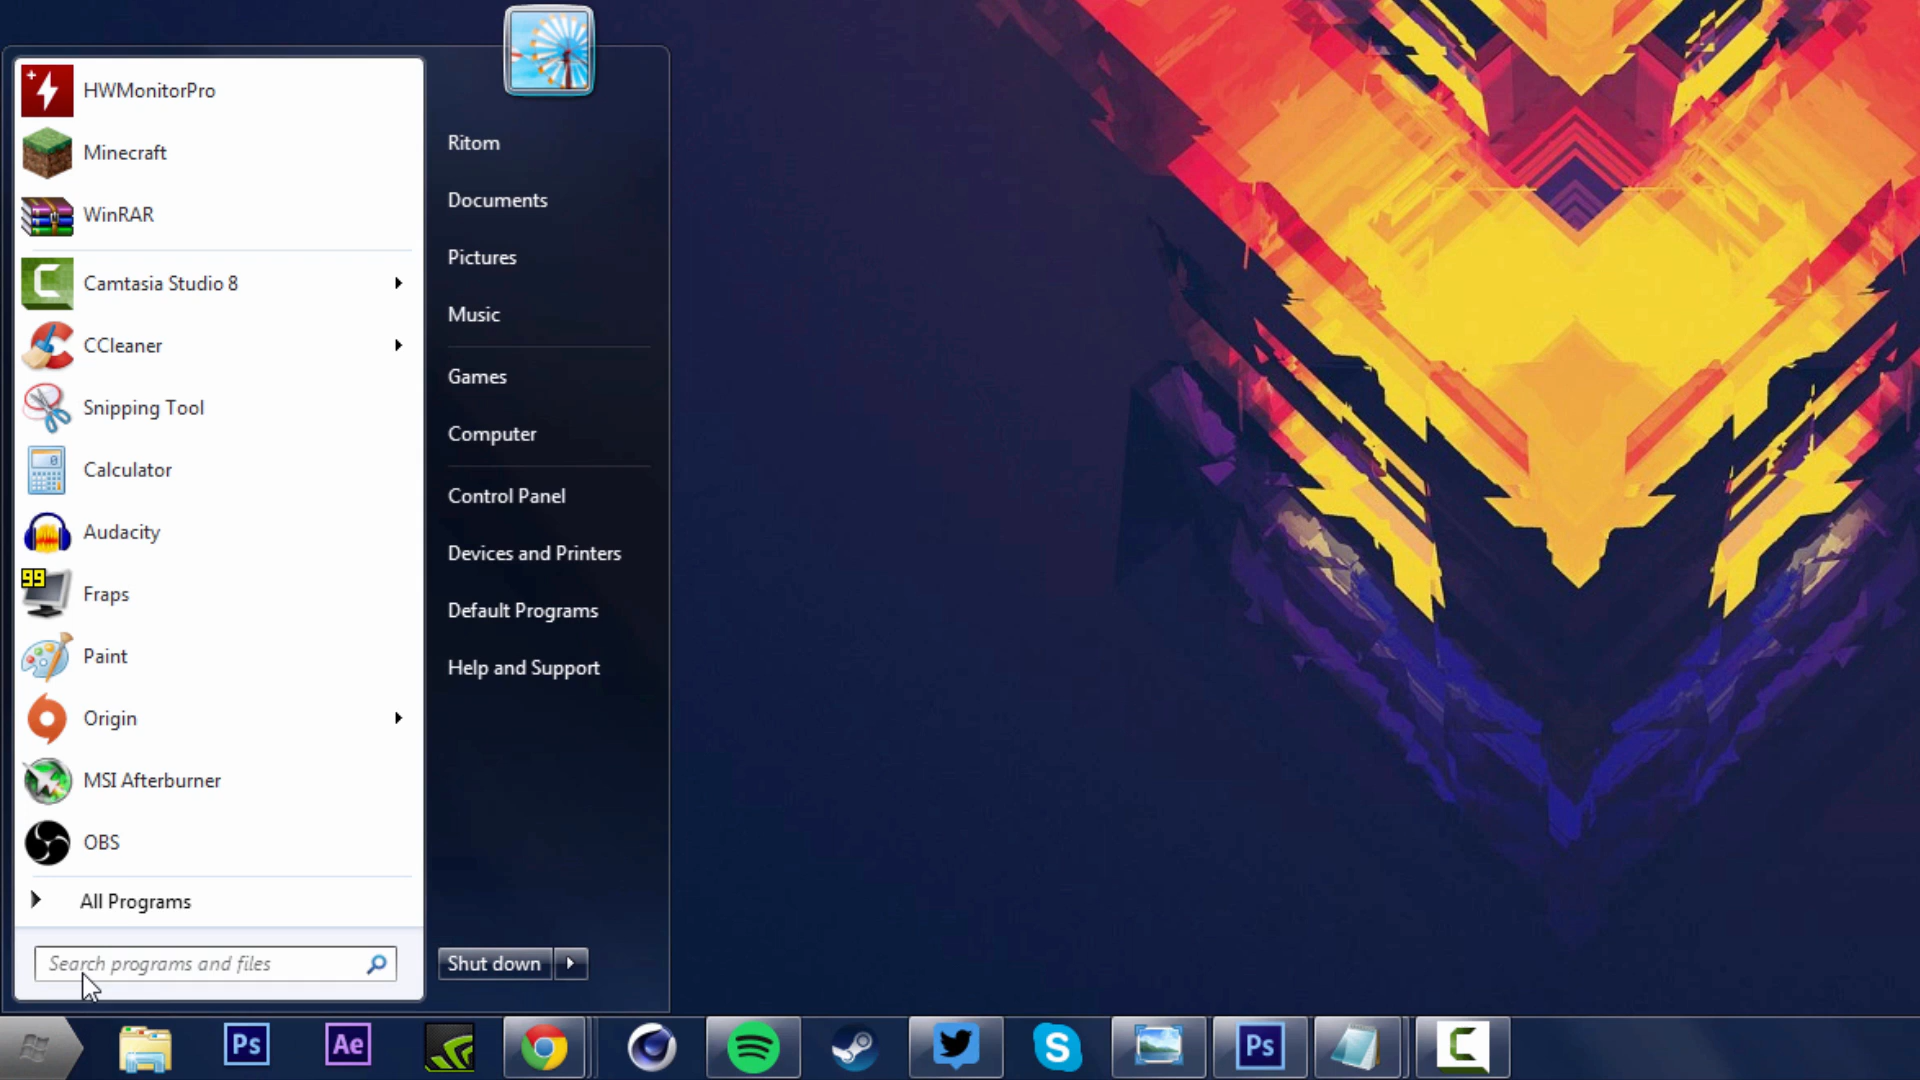 HWMonitorPro
Minecraft
WinRAR
Camtasia Studio 8
CCleaner
Snipping Tool
Calculator
Audacity
99
Fraps
Paint
Origin
MSI Afterburner
OBS
All Programs
Search programs and files
Ritom
Documents
Pictures
Music
Games
Computer
Control Panel
Devices and Printers
Default Programs
Help and Support
Shut down
Ps
Ae
S
Ps
C